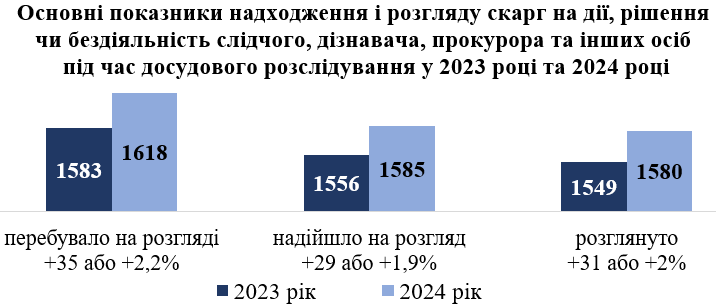 Основні показники надходження і розгляду скарг на дії, рішення
чи бездіяльність слідчого, дізнавача, прокурора та інших осіб
під час досудового розслідування у 2023 році та 2024 році
1583 1618 1556 1585 1549 1580
перебувало на розгляді надійшло на розгляд розглянуто
+35 або +2,2% +29 або +1,9% +31 або +2%
2023 рік 2024 рік